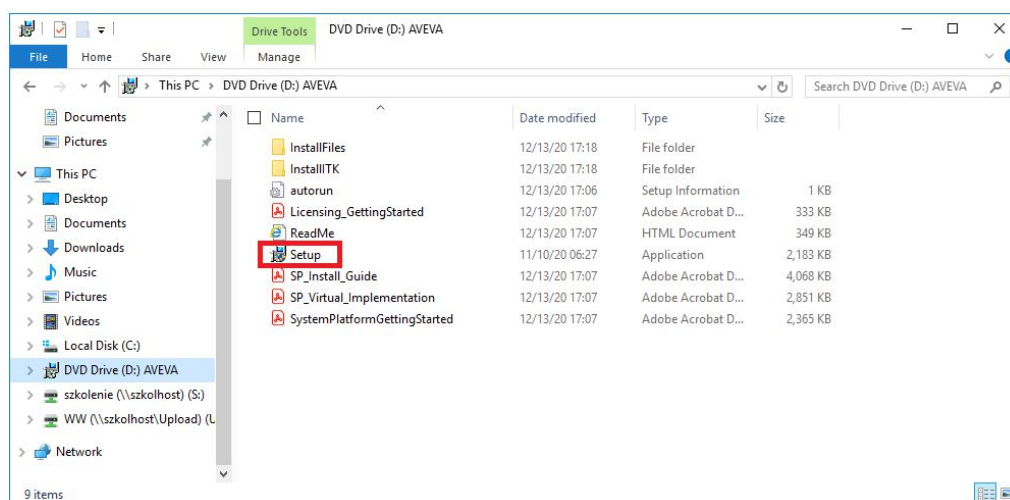 Drive Tools DVD Drive (D:) AVEVA
File Home Share View Manage
This PC > DVD Drive (D:) AVEVA Search DVD Drive (D:) AVEVA
Documents
Pictures
This PC
Desktop
Documents
Downloads
Music
Pictures
Videos
Local Disk (C:)
DVD Drive (D:) AVEVA
szkolenie (\\szkolhost) (S:)
WW (\\szkolhost\Upload) (U
Network
Name Date modified Type Size
InstallFiles 12/13/20 17:18 File folder
InstallITK 12/13/20 17:18 File folder
autorun 12/13/20 17:06 Setup Information 1 KB
Licensing_GettingStarted 12/13/20 17:07 Adobe Acrobat D... 333 KB
ReadMe 12/13/20 17:07 HTML Document 349 KB
Setup 11/10/20 06:27 Application 2,183 KB
SP_Install_Guide 12/13/20 17:07 Adobe Acrobat D... 4,068 KB
SP_Virtual_Implementation 12/13/20 17:07 Adobe Acrobat D... 2,851 KB
SystemPlatformGettingStarted 12/13/20 17:07 Adobe Acrobat D... 2,365 KB
9 items